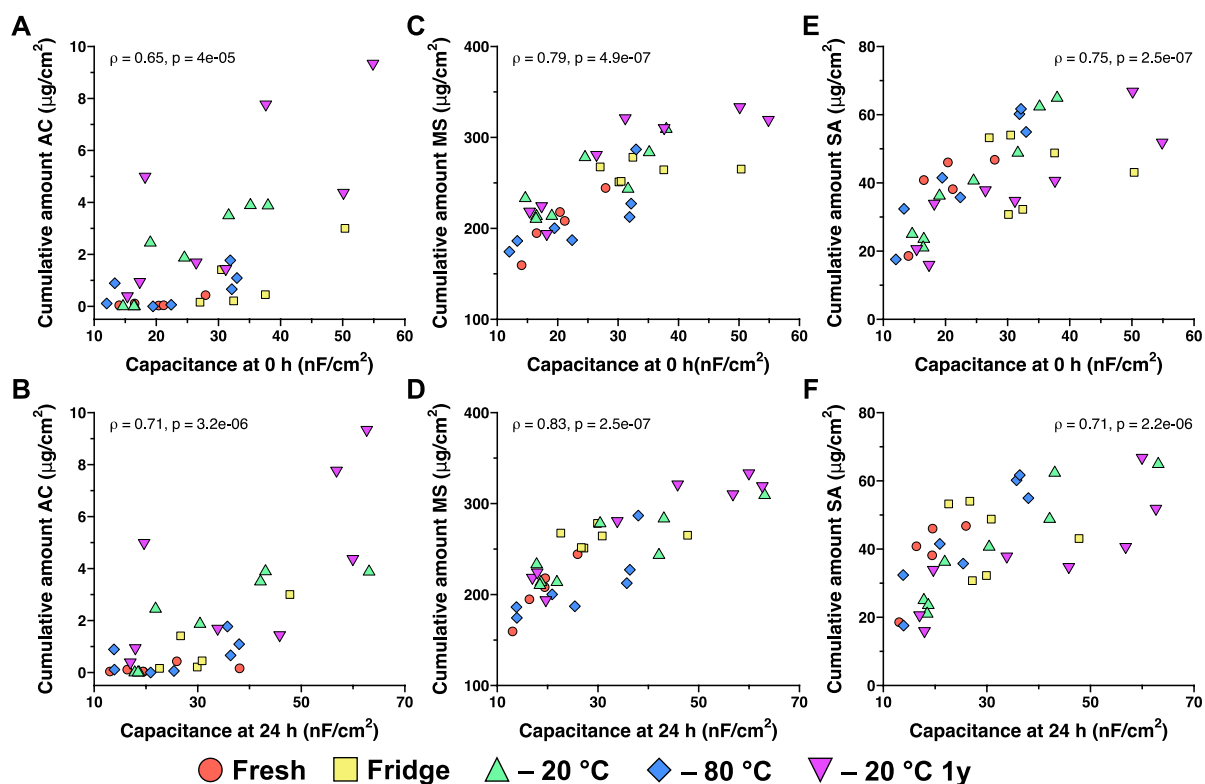 A
Cumulative amount AC (µg/cm²)
ρ = 0.65, p = 4e-05
10
8
6
4
2
0
10 20 30 40 50 60
Capacitance at 0 h (nF/cm²)
C
Cumulative amount MS (µg/cm²)
ρ = 0.79, p = 4.9e-07
400
300
200
100
10 20 30 40 50 60
Capacitance at 0 h(nF/cm²)
E
Cumulative amount SA (µg/cm²)
ρ = 0.75, p = 2.5e-07
80
60
40
20
0
10 20 30 40 50 60
Capacitance at 0 h (nF/cm²)
B
Cumulative amount AC (µg/cm²)
ρ = 0.71, p = 3.2e-06
10
8
6
4
2
0
10 30 50 70
Capacitance at 24 h (nF/cm²)
D
Cumulative amount MS (µg/cm²)
ρ = 0.83, p = 2.5e-07
400
300
200
100
10 20 30 40 50 60 70
Capacitance at 24 h (nF/cm²)
F
Cumulative amount SA (µg/cm²)
ρ = 0.71, p = 2.2e-06
80
60
40
20
0
10 20 30 40 50 60 70
Capacitance at 24 h (nF/cm²)
Fresh Fridge – 20 °C – 80 °C – 20 °C 1y